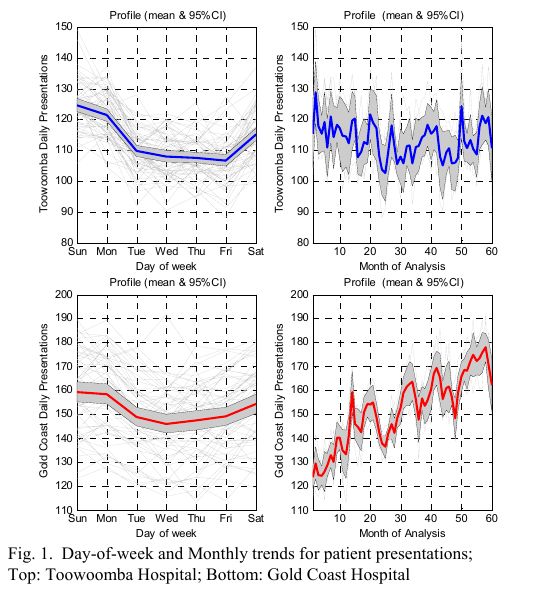 Profile (mean & 95%CI)
Profile (mean & 95%CI)
Toowoomba Daily Presentations
150
140
130
120
110
100
90
80
Sun Mon Tue Wed Thu Fri Sat
Day of week
Toowoomba Daily Presentations
150
140
130
120
110
100
90
80
10 20 30 40 50 60
Month of Analysis
Profile (mean & 95%CI)
Profile (mean & 95%CI)
Gold Coast Daily Presentations
200
190
180
170
160
150
140
130
120
110
Sun Mon Tue Wed Thu Fri Sat
Day of week
Gold Coast Daily Presentations
200
190
180
170
160
150
140
130
120
110
10 20 30 40 50 60
Month of Analysis
Fig. 1. Day-of-week and Monthly trends for patient presentations;
Top: Toowoomba Hospital; Bottom: Gold Coast Hospital